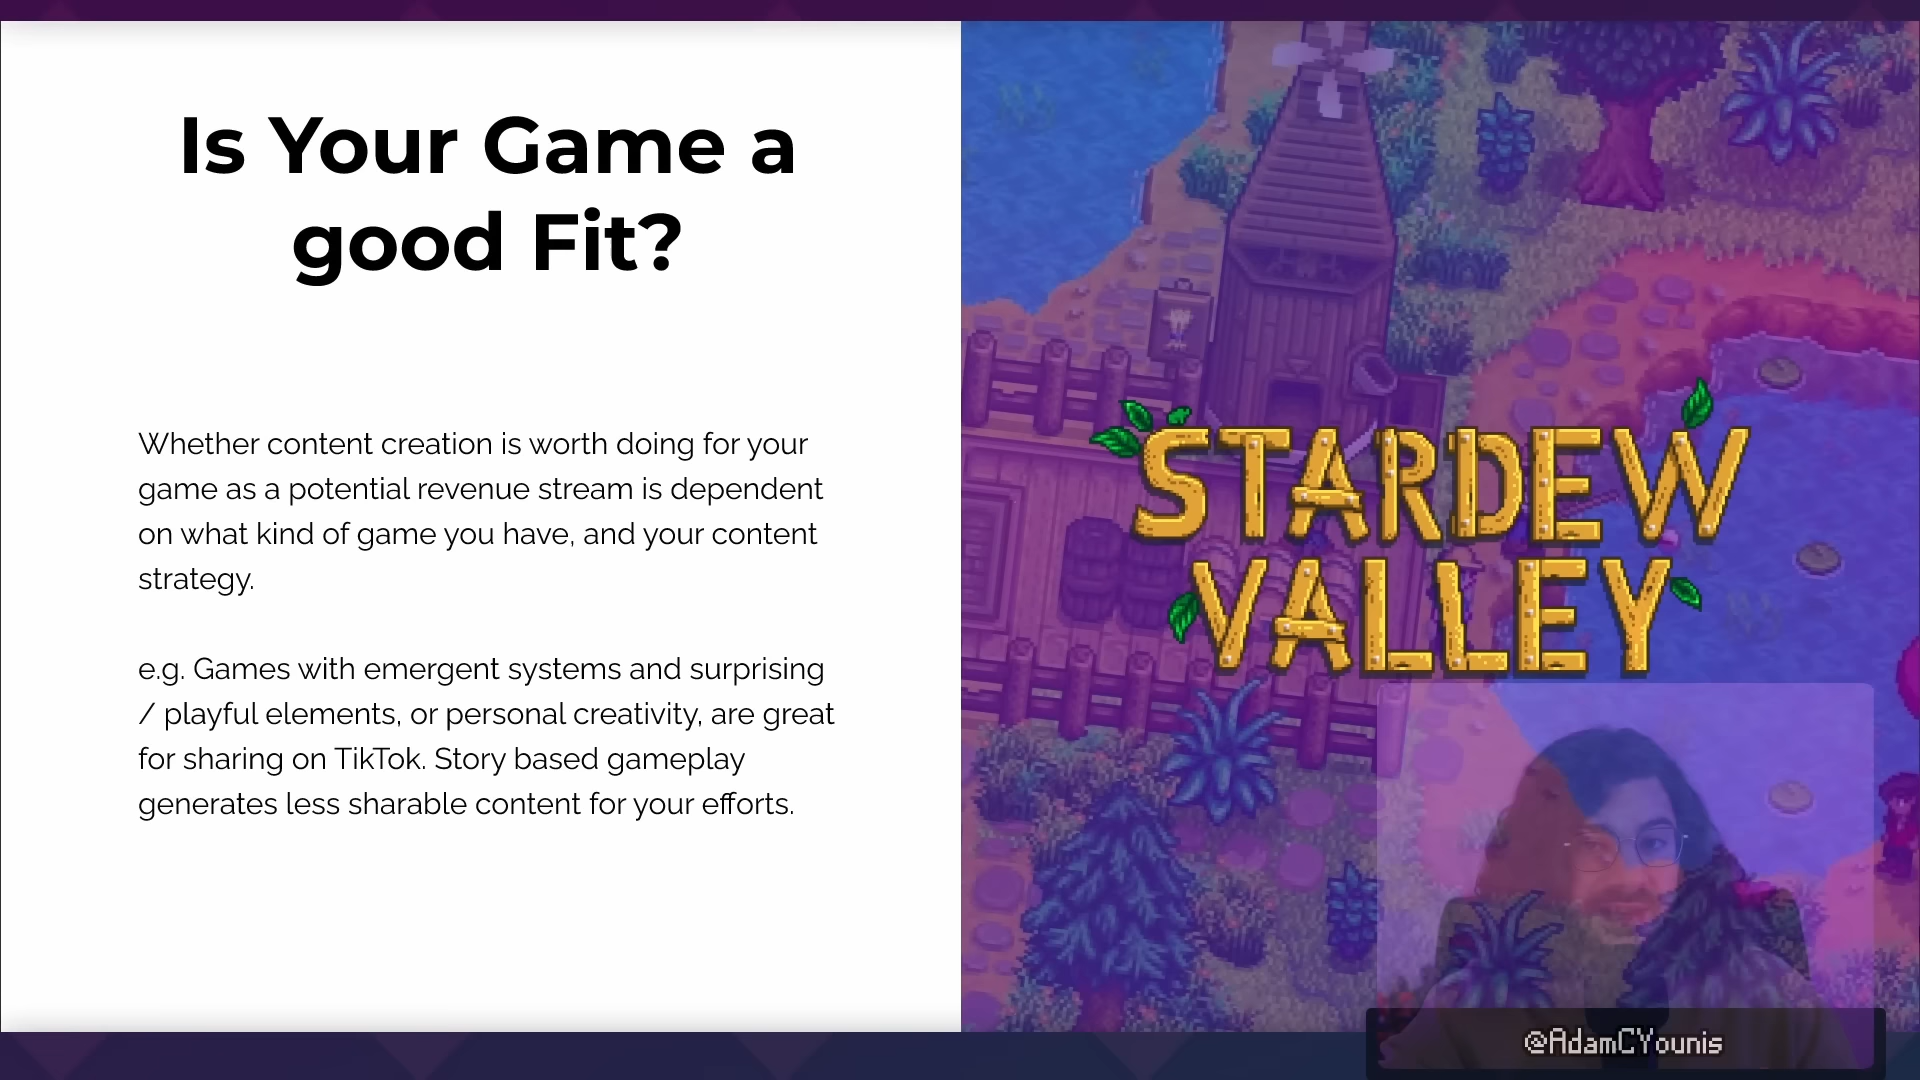 Is Your Game a
good Fit?
Whether content creation is worth doing for your
game as a potential revenue stream is dependent
on what kind of game you have, and your content
strategy.
e.g. Games with emergent systems and surprising
/ playful elements, or personal creativity, are great
for sharing on TikTok. Story based gameplay
generates less sharable content for your efforts.
STARDEW
VALLEY
@AdamCYounis